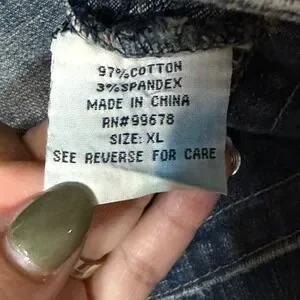 97%COTTON
3%SPANDEX
MADE IN CHINA
RN#99678
SIZE: XL
SEE REVERSE FOR CARE